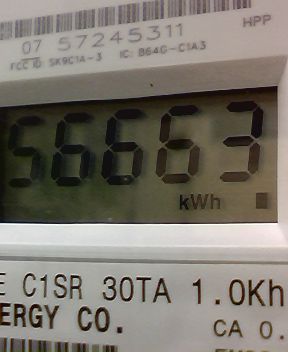 07 57245311
HPP
FCC ID: SK9C1A-3 IC: 864G-C1A3
56663
kWh
E C1SR 30TA 1.0Kh
ERGY CO.
CA 0.